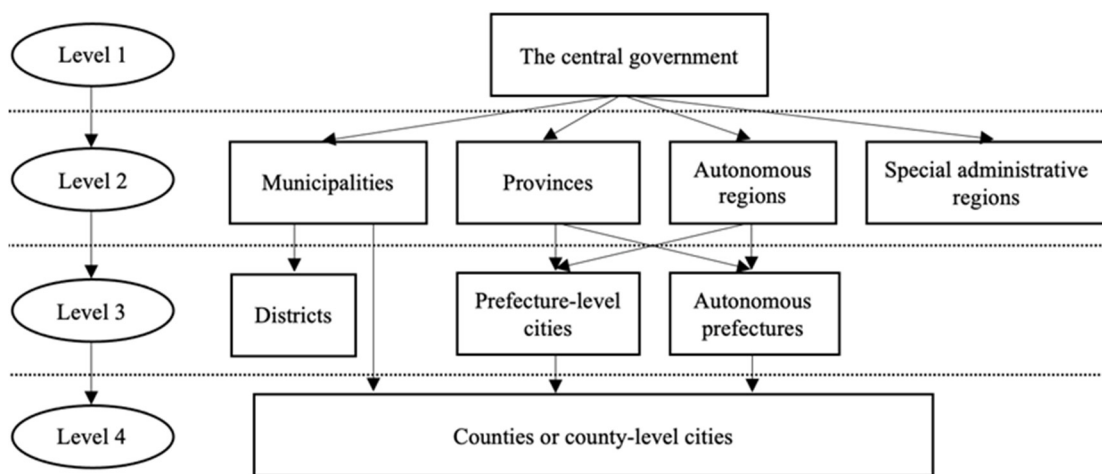 Level 1
The central government
Level 2
Municipalities
Provinces
Autonomous
regions
Special administrative
regions
Level 3
Districts
Prefecture-level
cities
Autonomous
prefectures
Level 4
Counties or county-level cities